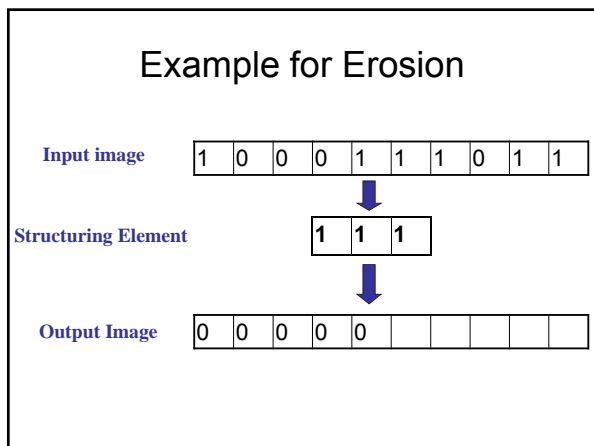 Example for Erosion
Input image 1 0 0 0 1 1 1 0 1 1
Structuring Element 1 1 1
Output Image 0 0 0 0 0